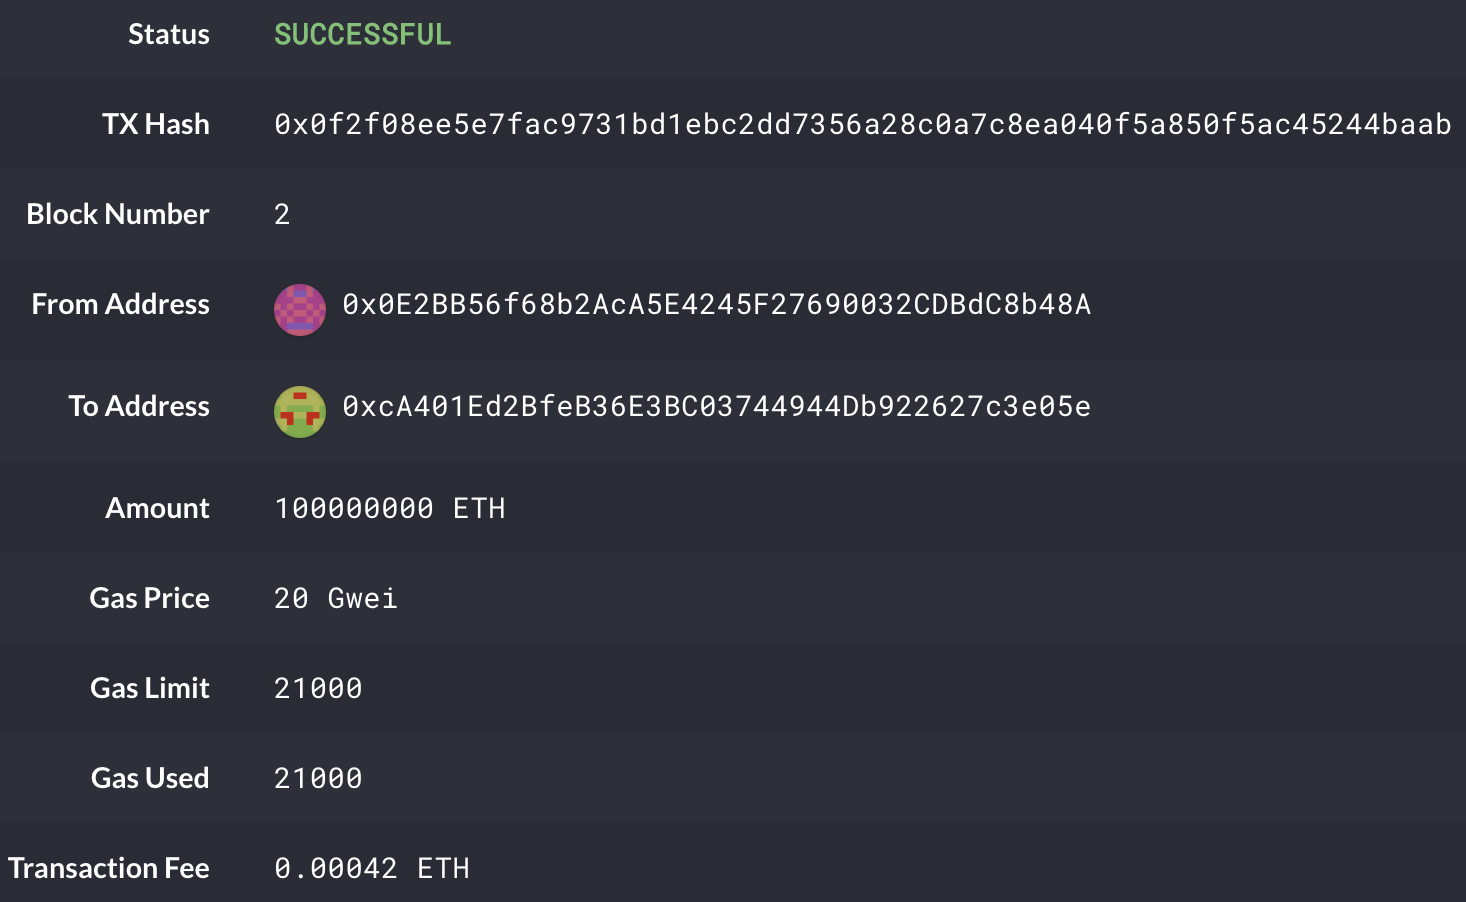 Status SUCCESSFUL
TX Hash 0x0f2f08ee5e7fac9731bd1ebc2dd7356a28c0a7c8ea040f5a850f5ac45244baab
Block Number 2
From Address 0x0E2BB56f68b2AcA5E4245F27690032CDBdC8b48A
To Address 0xcA401Ed2BfeB36E3BC03744944Db922627c3e05e
Amount 100000000 ETH
Gas Price 20 Gwei
Gas Limit 21000
Gas Used 21000
Transaction Fee 0.00042 ETH